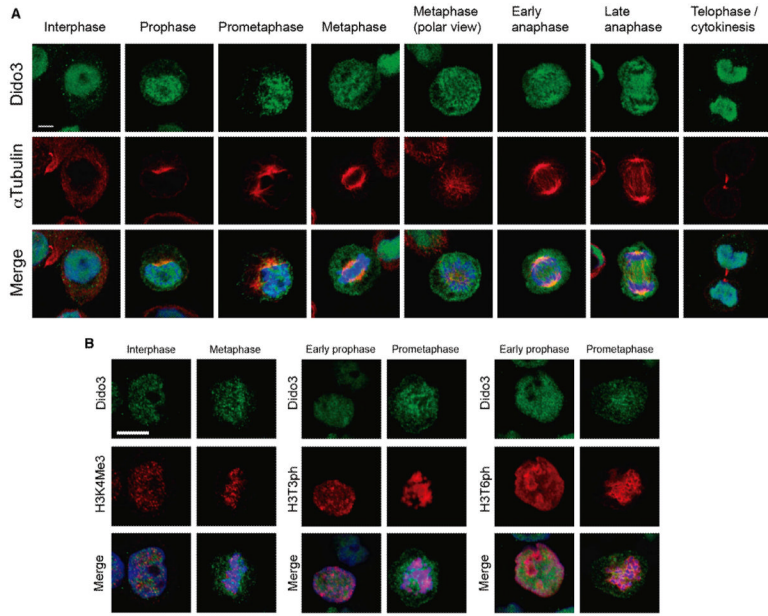 A
Interphase
Prophase
Prometaphase
Metaphase
Metaphase
(polar view)
Early
anaphase
Late
anaphase
Telophase /
cytokinesis
Dido3
αTubulin
Merge
B
Interphase
Metaphase
Early prophase
Prometaphase
Early prophase
Prometaphase
Dido3
Dido3
Dido3
H3K4Me3
H3T3ph
H3T6ph
Merge
Merge
Merge